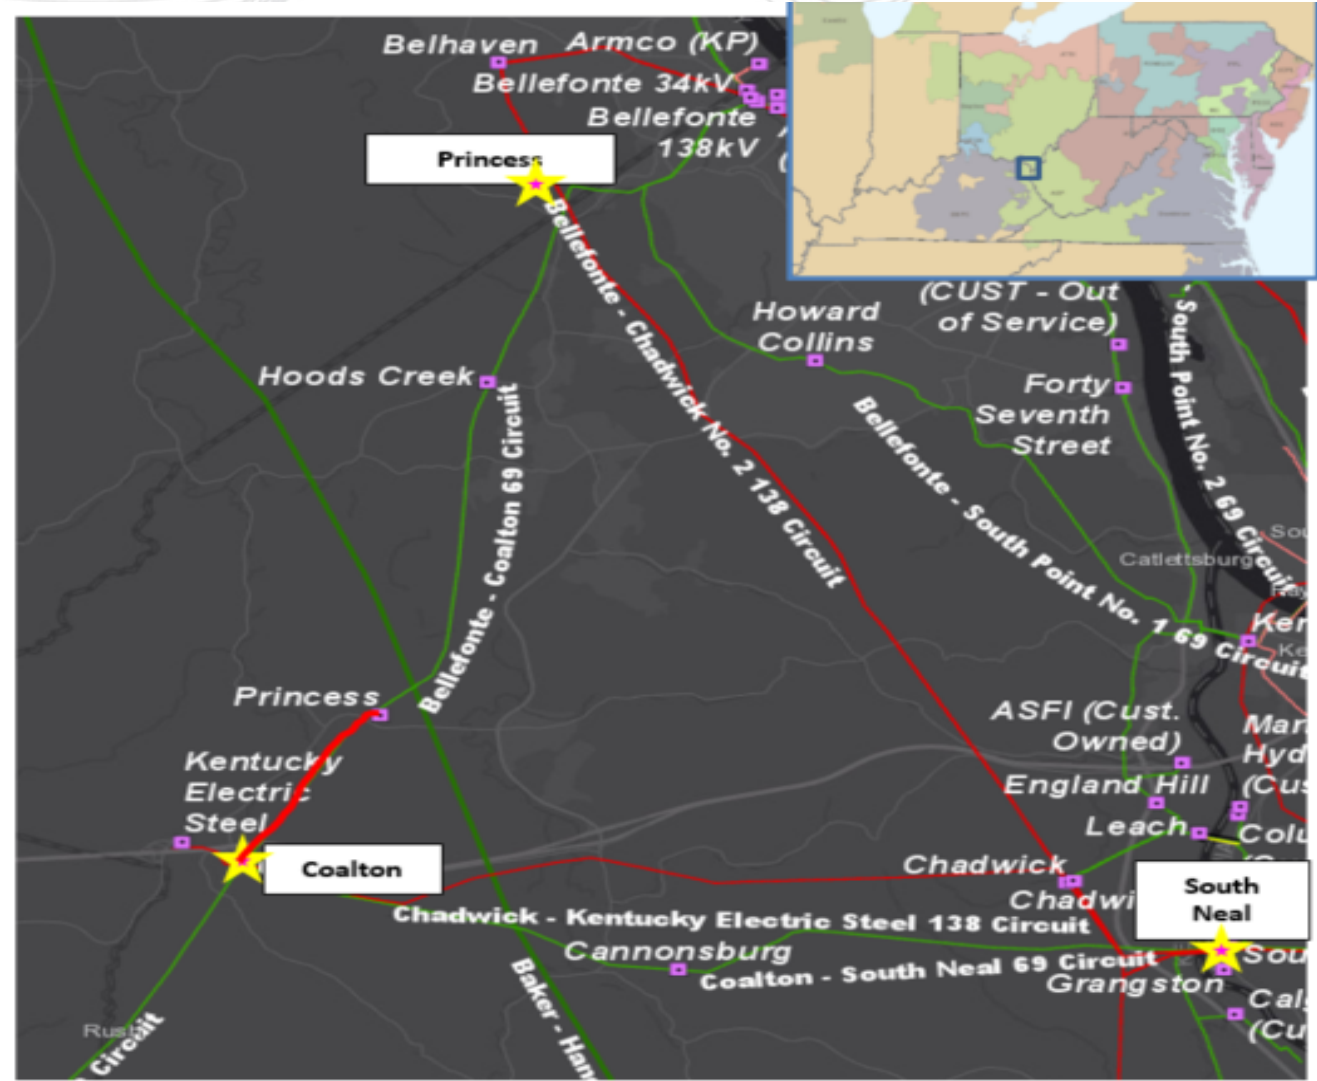 Belhaven
Armco (KP)
Bellefonte 34kV
Bellefonte
138kV
Princess
Bellefonte - Chadwick No. 2 138 Circuit
Howard
Collins
(CUST - Out
of Service)
South Point No. 2 69 Circuit
Hoods Creek
Forty
Seventh
Street
Bellefonte - Coalton 69 Circuit
Bellefonte - South Point No. 1 69 Circuit
Catlettsburg
Princess
ASFI (Cust.
Owned)
Kentucky
Electric
Steel
England Hill
Leach
Coalton
Chadwick
South
Neal
Chadwick - Kentucky Electric Steel 138 Circuit
Cannonsburg
Coalton - South Neal 69 Circuit
Grangston
Baker -
Circuit